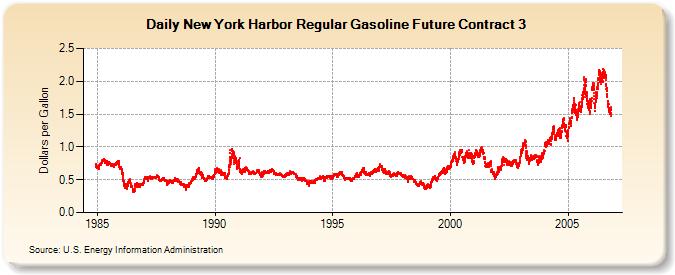 Daily New York Harbor Regular Gasoline Future Contract 3
Dollars per Gallon
2.5
2.0
1.5
1.0
0.5
0.0
1985 1990 1995 2000 2005
Source: U.S. Energy Information Administration